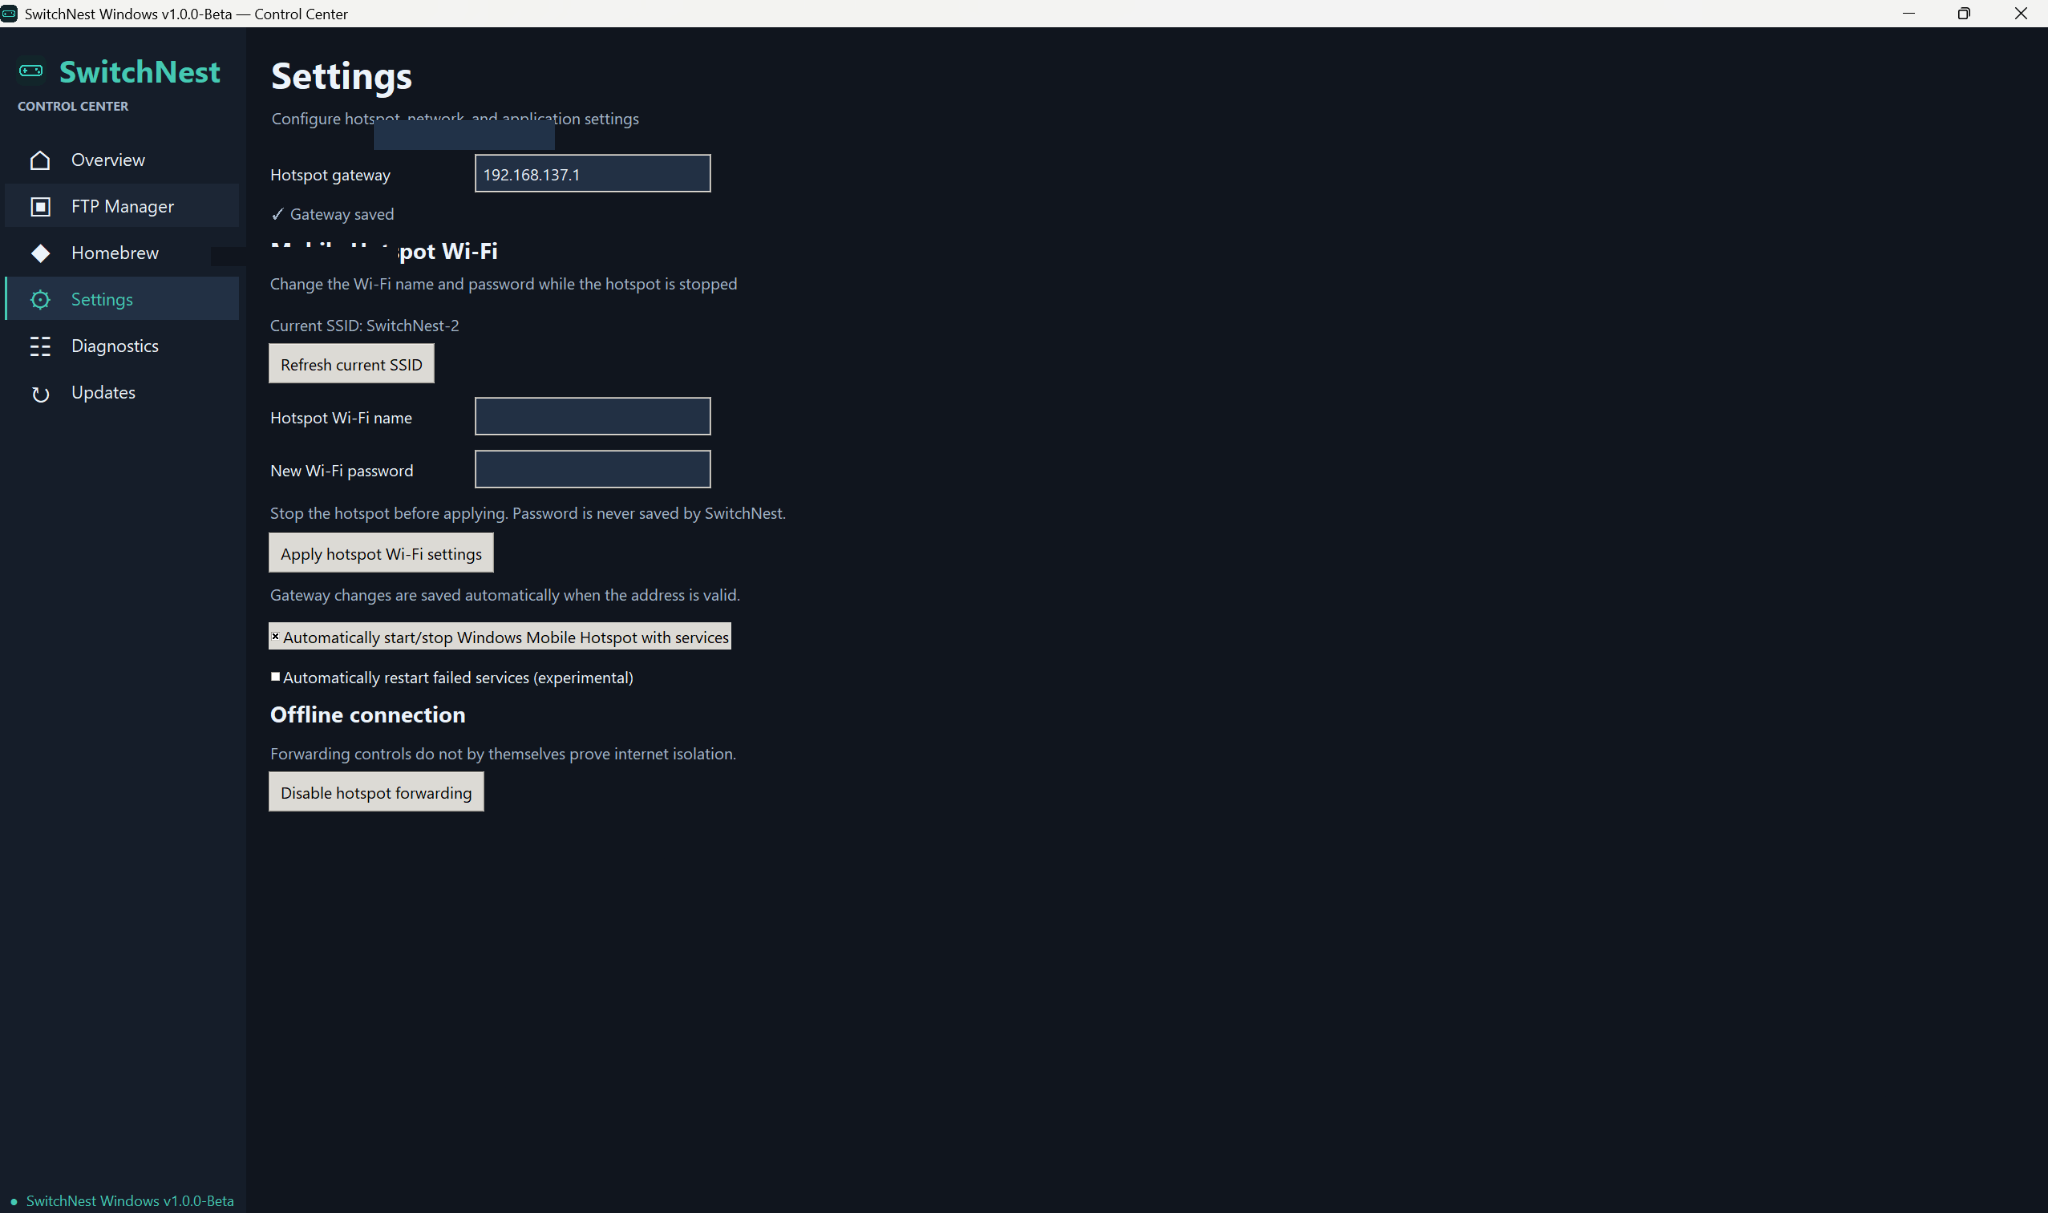 SwitchNest Windows v1.0.0-Beta — Control Center
SwitchNest
CONTROL CENTER
Overview
FTP Manager
Homebrew
Settings
Diagnostics
Updates
SwitchNest Windows v1.0.0-Beta
Settings
Configure hotspot, network, and application settings
Hotspot gateway 192.168.137.1
✓ Gateway saved
Mobile Hotspot Wi-Fi
Change the Wi-Fi name and password while the hotspot is stopped
Current SSID: SwitchNest-2
Refresh current SSID
Hotspot Wi-Fi name
New Wi-Fi password
Stop the hotspot before applying. Password is never saved by SwitchNest.
Apply hotspot Wi-Fi settings
Gateway changes are saved automatically when the address is valid.
Automatically start/stop Windows Mobile Hotspot with services
Automatically restart failed services (experimental)
Offline connection
Forwarding controls do not by themselves prove internet isolation.
Disable hotspot forwarding